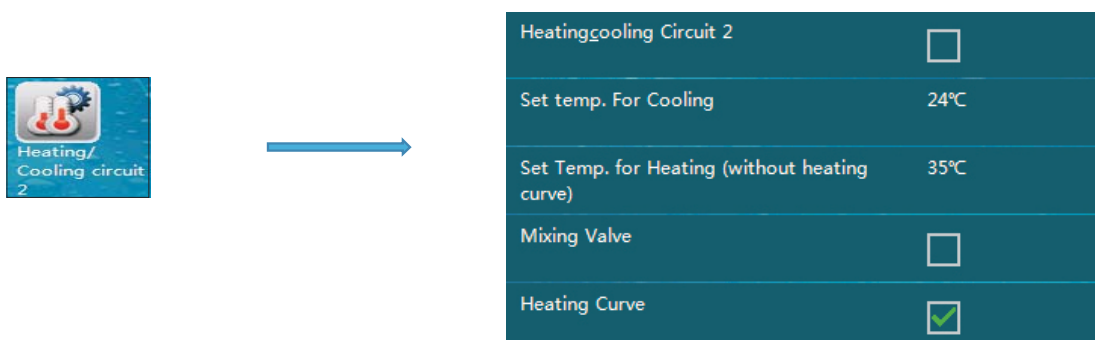 Heating/
Cooling circuit
2
Heatingcooling Circuit 2
Set temp. For Cooling 24℃
Set Temp. for Heating (without heating 35℃
curve)
Mixing Valve
Heating Curve